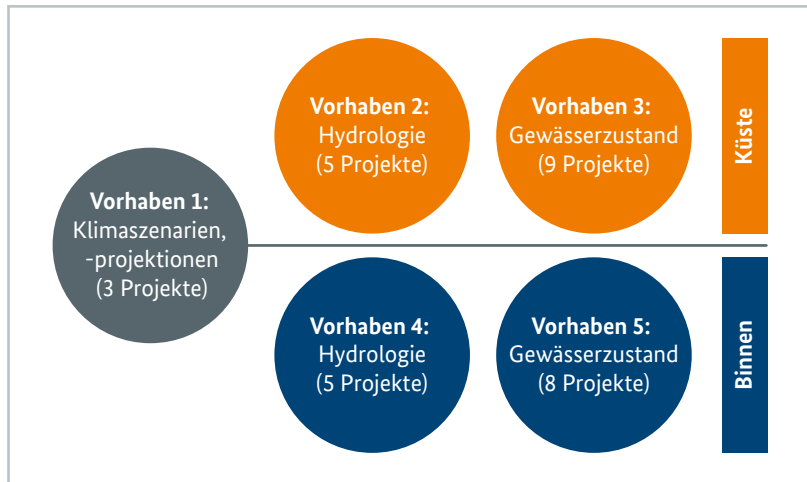 Vorhaben 1:
Klimaszenarien,
-projektionen
(3 Projekte)
Vorhaben 2:
Hydrologie
(5 Projekte)
Vorhaben 3:
Gewässerzustand
(9 Projekte)
Küste
Vorhaben 4:
Hydrologie
(5 Projekte)
Vorhaben 5:
Gewässerzustand
(8 Projekte)
Binnen